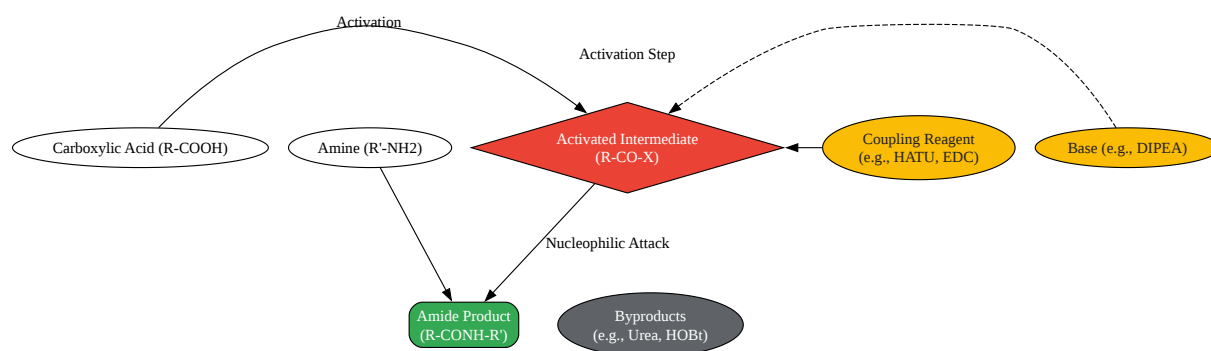 Activation
Activation Step
Carboxylic Acid (R-COOH)
Amine (R'-NH2)
Activated Intermediate
(R-CO-X)
Coupling Reagent
(e.g., HATU, EDC)
Base (e.g., DIPEA)
Nucleophilic Attack
Amide Product
(R-CONH-R')
Byproducts
(e.g., Urea, HOBt)